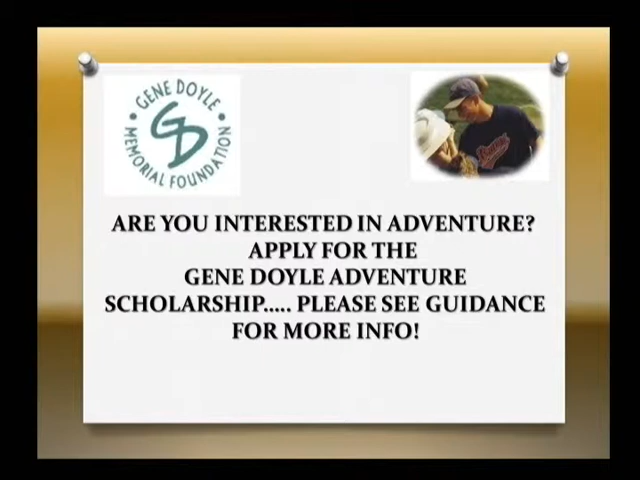 GENE DOYLE
GD
MEMORIAL FOUNDATION
ARE YOU INTERESTED IN ADVENTURE?
APPLY FOR THE
GENE DOYLE ADVENTURE
SCHOLARSHIP..... PLEASE SEE GUIDANCE
FOR MORE INFO!